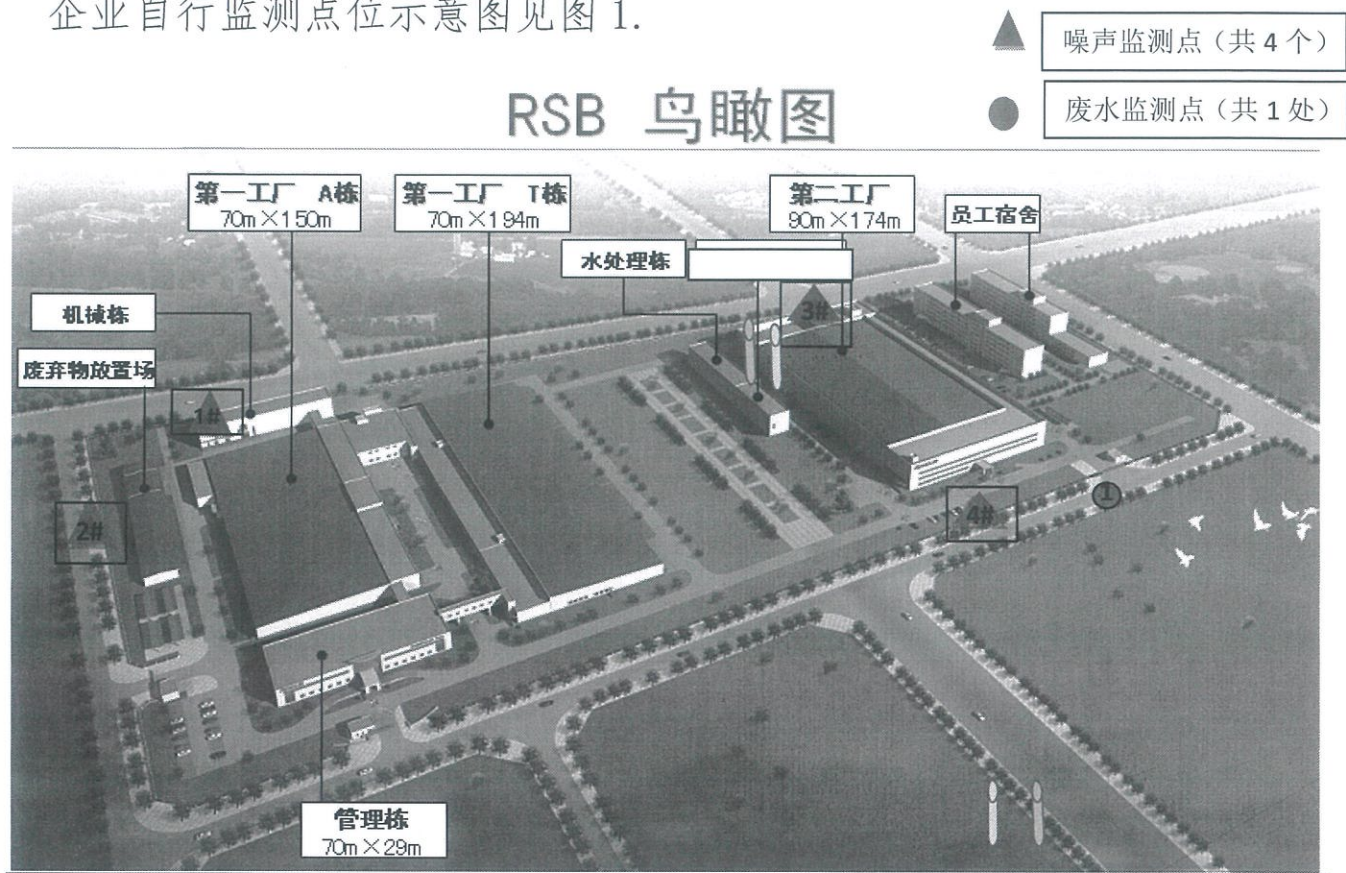 企业自行监测点位示意图见图 1.
噪声监测点（共 4 个）
废水监测点（共 1 处）
RSB 鸟瞰图
第一工厂 A栋
70m×150m
第一工厂 T栋
70m×194m
第二工厂
90m×174m
员工宿舍
水处理栋
机械栋
废弃物放置场
3#
1#
2#
4#
1
管理栋
70m×29m